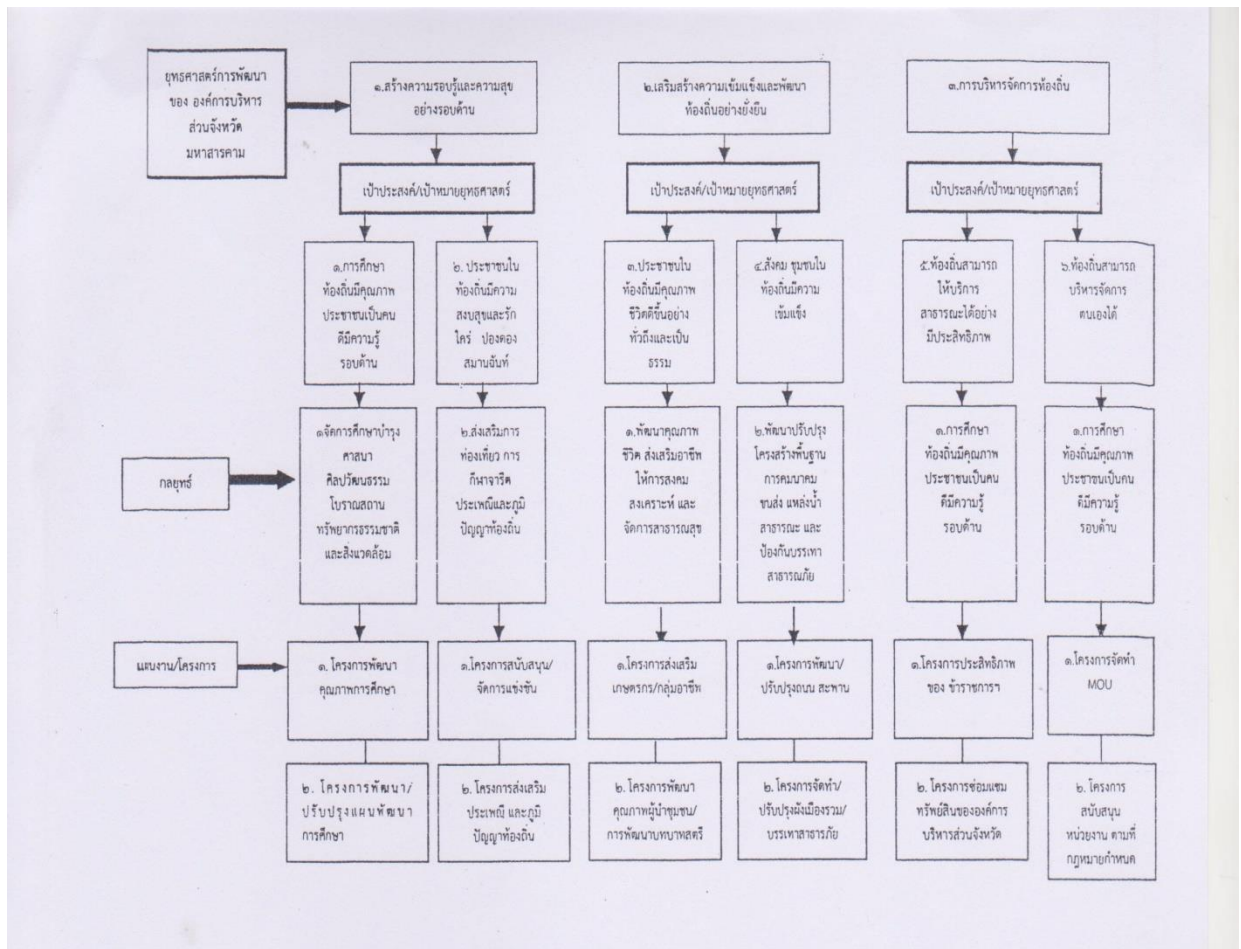 ยุทธศาสตร์การพัฒนา
ของ องค์การบริหาร
ส่วนจังหวัด
มหาสารคาม
๑.สร้างความรอบรู้และความสุข
อย่างรอบด้าน
๒.เสริมสร้างความเข้มแข็งและพัฒนา
ท้องถิ่นอย่างยั่งยืน
๓.การบริหารจัดการท้องถิ่น
เป้าประสงค์/เป้าหมายยุทธศาสตร์
เป้าประสงค์/เป้าหมายยุทธศาสตร์
เป้าประสงค์/เป้าหมายยุทธศาสตร์
๑.การศึกษา
ท้องถิ่นมีคุณภาพ
ประชาชนเป็นคน
ดีมีความรู้
รอบด้าน
๒. ประชาชนใน
ท้องถิ่นมีความ
สงบสุขและรัก
ใคร่ ปองดอง
สมานฉันท์
๓.ประชาชนใน
ท้องถิ่นมีคุณภาพ
ชีวิตดีขึ้นอย่าง
ทั่วถึงและเป็น
ธรรม
๔.สังคม ชุมชนใน
ท้องถิ่นมีความ
เข้มแข็ง
๕.ท้องถิ่นสามารถ
ให้บริการ
สาธารณะได้อย่าง
มีประสิทธิภาพ
๖.ท้องถิ่นสามารถ
บริหารจัดการ
ตนเองได้
กลยุทธ์
๑จัดการศึกษาบำรุง
ศาสนา
ศิลปวัฒนธรรม
โบราณสถาน
ทรัพยากรธรรมชาติ
และสิ่งแวดล้อม
๒.ส่งเสริมการ
ท่องเที่ยว การ
กีฬาจารีต
ประเพณีและภูมิ
ปัญญาท้องถิ่น
๑.พัฒนาคุณภาพ
ชีวิต ส่งเสริมอาชีพ
ให้การสงคม
สงเคราะห์ และ
จัดการสาธารณสุข
๒.พัฒนาปรับปรุง
โครงสร้างพื้นฐาน
การคมนาคม
ขนส่ง แหล่งน้ำ
สาธารณะ และ
ป้องกันบรรเทา
สาธารณภัย
๑.การศึกษา
ท้องถิ่นมีคุณภาพ
ประชาชนเป็นคน
ดีมีความรู้
รอบด้าน
๑.การศึกษา
ท้องถิ่นมีคุณภาพ
ประชาชนเป็นคน
ดีมีความรู้
รอบด้าน
แผนงาน/โครงการ
๑. โครงการพัฒนา
คุณภาพการศึกษา
๑.โครงการสนับสนุน/
จัดการแข่งขัน
๑.โครงการส่งเสริม
เกษตรกร/กลุ่มอาชีพ
๑.โครงการพัฒนา/
ปรับปรุงถนน สะพาน
๑.โครงการประสิทธิภาพ
ของ ข้าราชการฯ
๑.โครงการจัดทำ
MOU
๒. โครงการพัฒนา/
ปรับปรุงแผนพัฒนา
การศึกษา
๒. โครงการส่งเสริม
ประเพณี และภูมิ
ปัญญาท้องถิ่น
๒. โครงการพัฒนา
คุณภาพผู้นำชุมชน/
การพัฒนาบทบาทสตรี
๒. โครงการจัดทำ/
ปรับปรุงผังเมืองรวม/
บรรเทาสาธารภัย
๒. โครงการซ่อมแซม
ทรัพย์สินขององค์การ
บริหารส่วนจังหวัด
๒. โครงการ
สนับสนุน
หน่วยงาน ตามที่
กฎหมายกำหนด